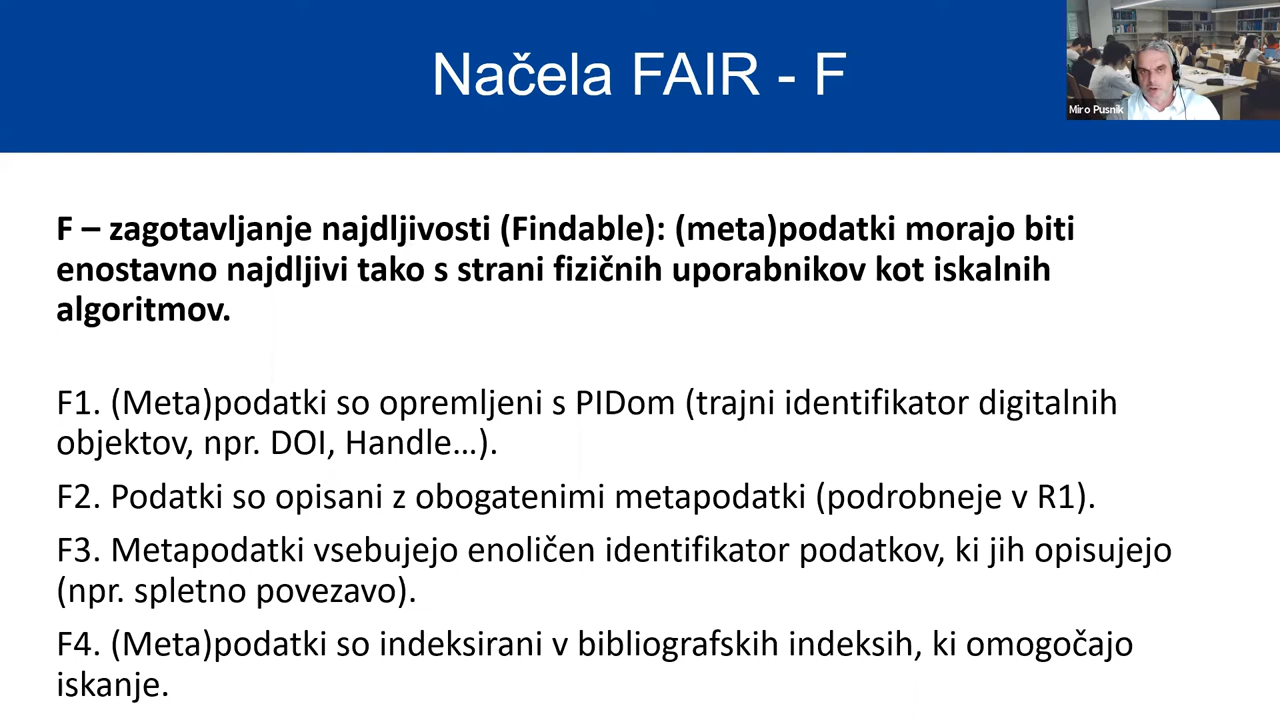 Načela FAIR - F
Miro Pusnik
F – zagotavljanje najdljivosti (Findable): (meta)podatki morajo biti
enostavno najdljivi tako s strani fizičnih uporabnikov kot iskalnih
algoritmov.
F1. (Meta)podatki so opremljeni s PIDom (trajni identifikator digitalnih
objektov, npr. DOI, Handle…).
F2. Podatki so opisani z obogatenimi metapodatki (podrobneje v R1).
F3. Metapodatki vsebujejo enoličen identifikator podatkov, ki jih opisujejo
(npr. spletno povezavo).
F4. (Meta)podatki so indeksirani v bibliografskih indeksih, ki omogočajo
iskanje.